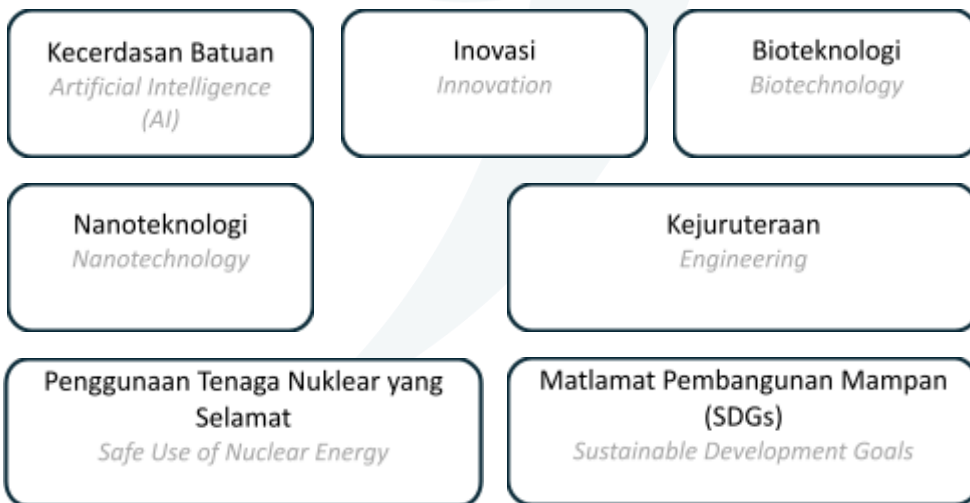 Kecerdasan Batuan
Artificial Intelligence
(AI)
Inovasi
Innovation
Bioteknologi
Biotechnology
Nanoteknologi
Nanotechnology
Kejuruteraan
Engineering
Penggunaan Tenaga Nuklear yang
Selamat
Safe Use of Nuclear Energy
Matlamat Pembangunan Mampan
(SDGs)
Sustainable Development Goals